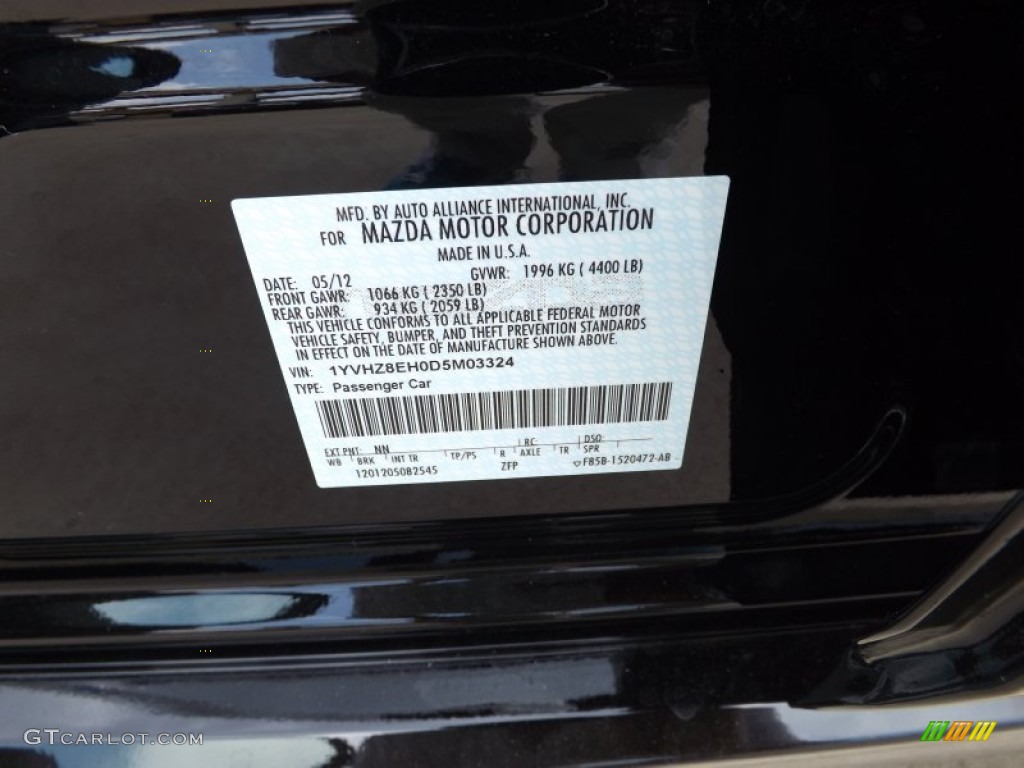 MFD. BY AUTO ALLIANCE INTERNATIONAL, INC.
FOR MAZDA MOTOR CORPORATION
MADE IN U.S.A.
DATE: 05/12 GVWR: 1996 KG ( 4400 LB)
FRONT GAWR: 1066 KG ( 2350 LB)
REAR GAWR: 934 KG ( 2059 LB)
THIS VEHICLE CONFORMS TO ALL APPLICABLE FEDERAL MOTOR
VEHICLE SAFETY, BUMPER, AND THEFT PREVENTION STANDARDS
IN EFFECT ON THE DATE OF MANUFACTURE SHOWN ABOVE.
VIN: 1YVHZ8EH0D5M03324
TYPE: Passenger Car
EXT PNT: NN RC: DSO:
WB BRK INT TR TP/PS R AXLE TR SPR
1201205082545 ZFP F85B-1520472-AB
GTCARLOT.COM